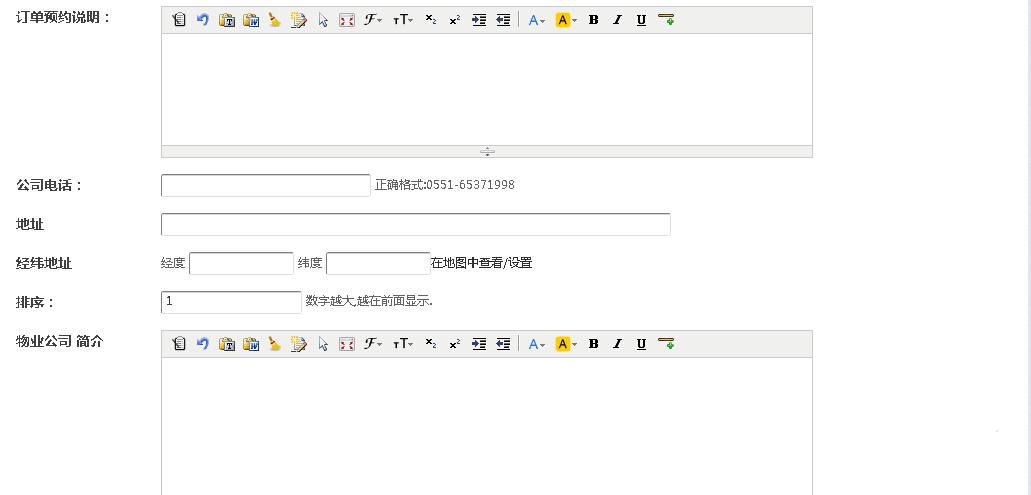 订单预约说明：
公司电话： 正确格式:0551-65371998
地址
经纬地址 经度 纬度 在地图中查看/设置
排序： 1 数字越大,越在前面显示.
物业公司 简介